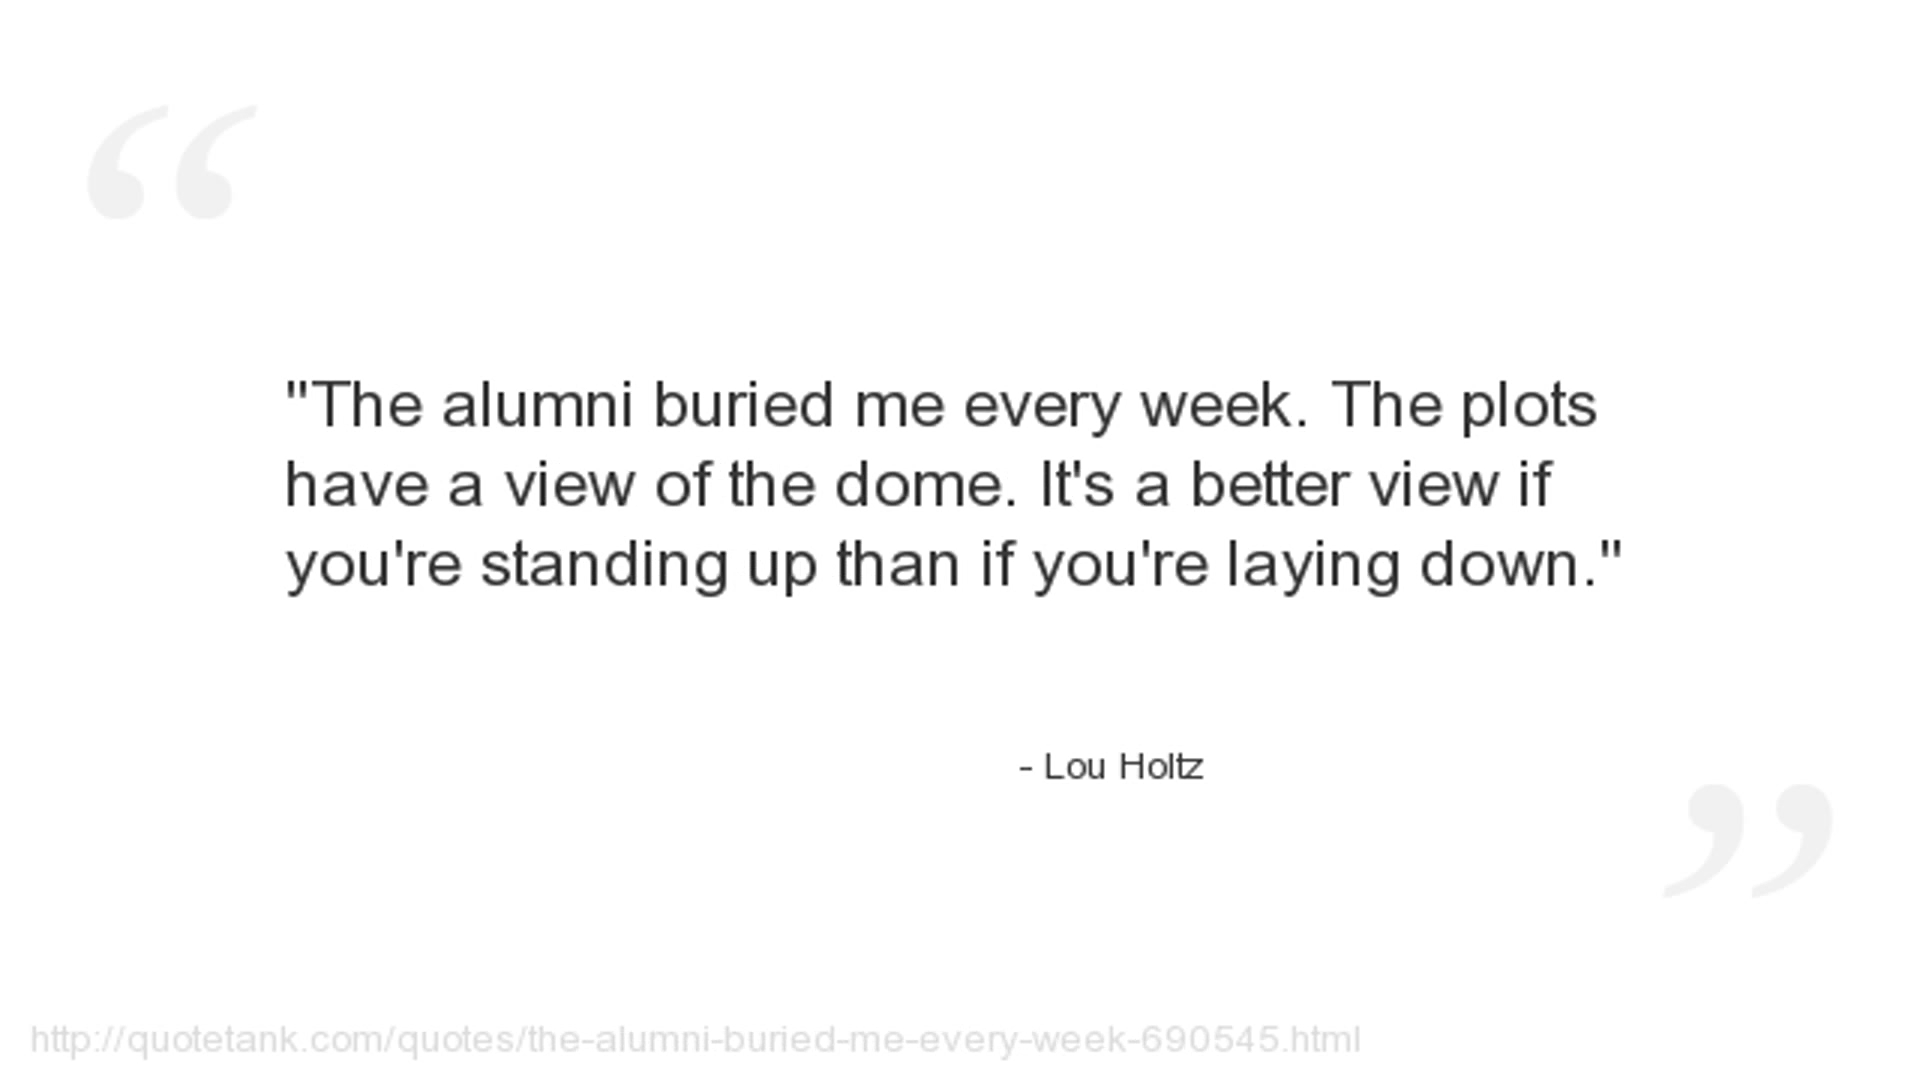 "The alumni buried me every week. The plots
have a view of the dome. It's a better view if
you're standing up than if you're laying down."
- Lou Holtz
http://quotetank.com/quotes/the-alumni-buried-me-every-week-690545.html